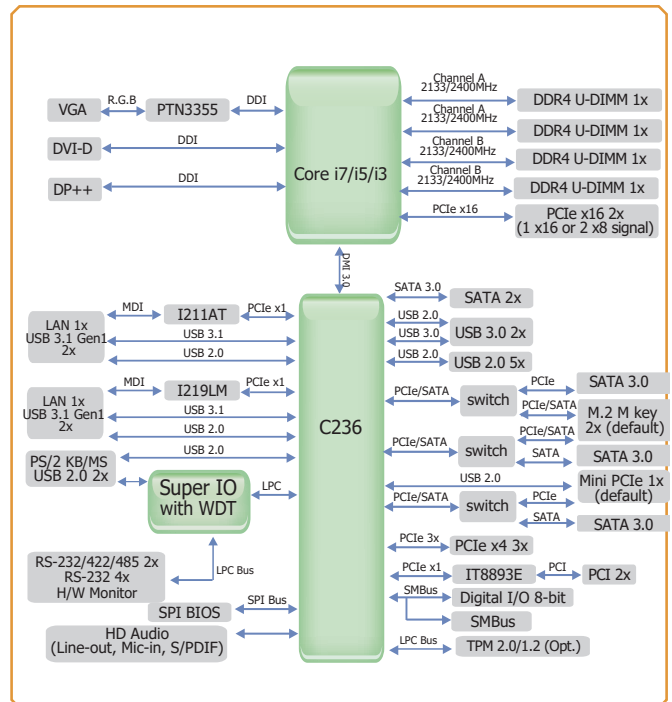 VGA
R.G.B
PTN3355
DDI
DVI-D
DDI
DP++
DDI
Core i7/i5/i3
Channel A
2133/2400MHz
DDR4 U-DIMM 1x
Channel A
2133/2400MHz
DDR4 U-DIMM 1x
Channel B
2133/2400MHz
DDR4 U-DIMM 1x
Channel B
2133/2400MHz
DDR4 U-DIMM 1x
PCIe x16
PCIe x16 2x
(1 x16 or 2 x8 signal)
DMI 3.0
LAN 1x
USB 3.1 Gen1
2x
MDI
I211AT
PCIe x1
USB 3.1
USB 2.0
LAN 1x
USB 3.1 Gen1
2x
MDI
I219LM
PCIe x1
USB 3.1
USB 2.0
PS/2 KB/MS
USB 2.0 2x
USB 2.0
Super IO
with WDT
LPC
LPC Bus
RS-232/422/485 2x
RS-232 4x
H/W Monitor
SPI BIOS
SPI Bus
HD Audio
(Line-out, Mic-in, S/PDIF)
C236
SATA 3.0
SATA 2x
USB 2.0
USB 3.0
USB 3.0 2x
USB 2.0
USB 2.0 5x
PCIe/SATA
switch
PCIe
SATA 3.0
PCIe/SATA
M.2 M key
2x (default)
PCIe/SATA
PCIe/SATA
switch
SATA
SATA 3.0
USB 2.0
Mini PCIe 1x
(default)
PCIe/SATA
switch
PCIe
SATA
SATA 3.0
PCIe 3x
PCIe x4 3x
PCIe x1
IT8893E
PCI
PCI 2x
SMBus
Digital I/O 8-bit
SMBus
LPC Bus
TPM 2.0/1.2 (Opt.)